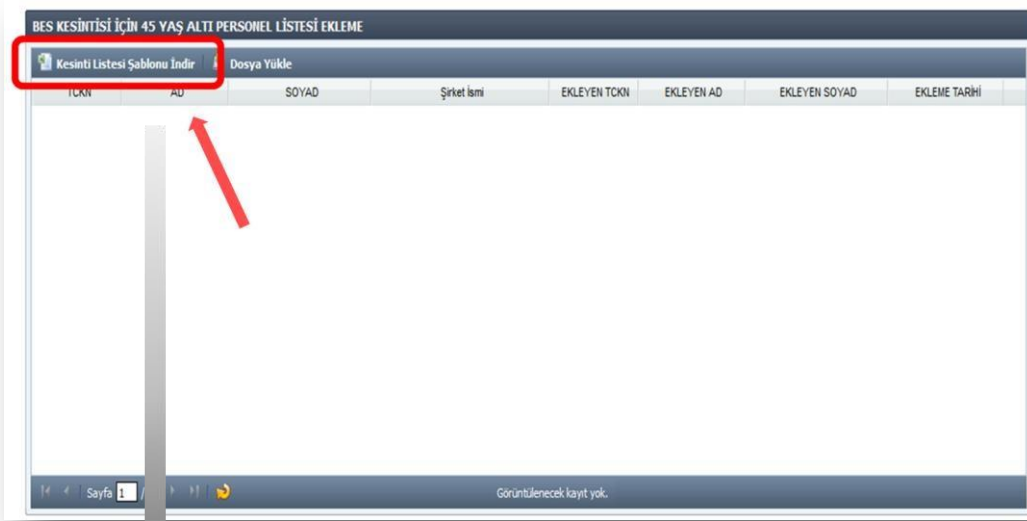 BES KESİNTİSİ İÇİN 45 YAŞ ALTI PERSONEL LİSTESİ EKLEME
Kesinti Listesi Şablonu İndir Dosya Yükle
TCKN AD SOYAD Şirket İsmi EKLEYEN TCKN EKLEYEN AD EKLEYEN SOYAD EKLEME TARİHİ
Sayfa 1 / Görüntülenecek kayıt yok.